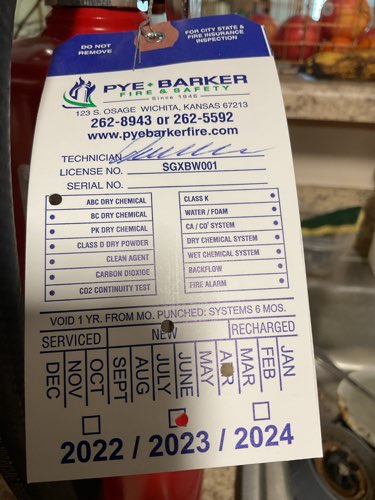 DO NOT
REMOVE
FOR CITY STATE &
FIRE INSURANCE
INSPECTION
PYE BARKER
FIRE & SAFETY
Since 1946
123 S. OSAGE WICHITA, KANSAS 67213
262-8943 or 262-5592
www.pyebarkerfire.com
TECHNICIAN
LICENSE NO. SGXBW001
SERIAL NO.
ABC DRY CHEMICAL
BC DRY CHEMICAL
PK DRY CHEMICAL
CLASS D DRY POWDER
CLEAN AGENT
CARBON DIOXIDE
CO2 CONTINUITY TEST
CLASS K
WATER / FOAM
CA / CO² SYSTEM
DRY CHEMICAL SYSTEM
WET CHEMICAL SYSTEM
BACKFLOW
FIRE ALARM
VOID 1 YR. FROM MO. PUNCHED: SYSTEMS 6 MOS.
SERVICED
NEW
RECHARGED
DEC
NOV
OCT
SEPT
AUG
JULY
JUNE
MAY
APR
MAR
FEB
JAN
2022 / 2023 / 2024